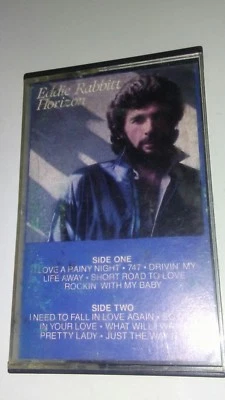 Eddie Rabbitt
Horizon
SIDE ONE
LOVE A RAINY NIGHT • 747 • DRIVIN' MY
LIFE AWAY • SHORT ROAD TO LOVE
ROCKIN' WITH MY BABY
SIDE TWO
I NEED TO FALL IN LOVE AGAIN •
IN YOUR LOVE • WHAT WILL I
PRETTY LADY • JUST THE WAY